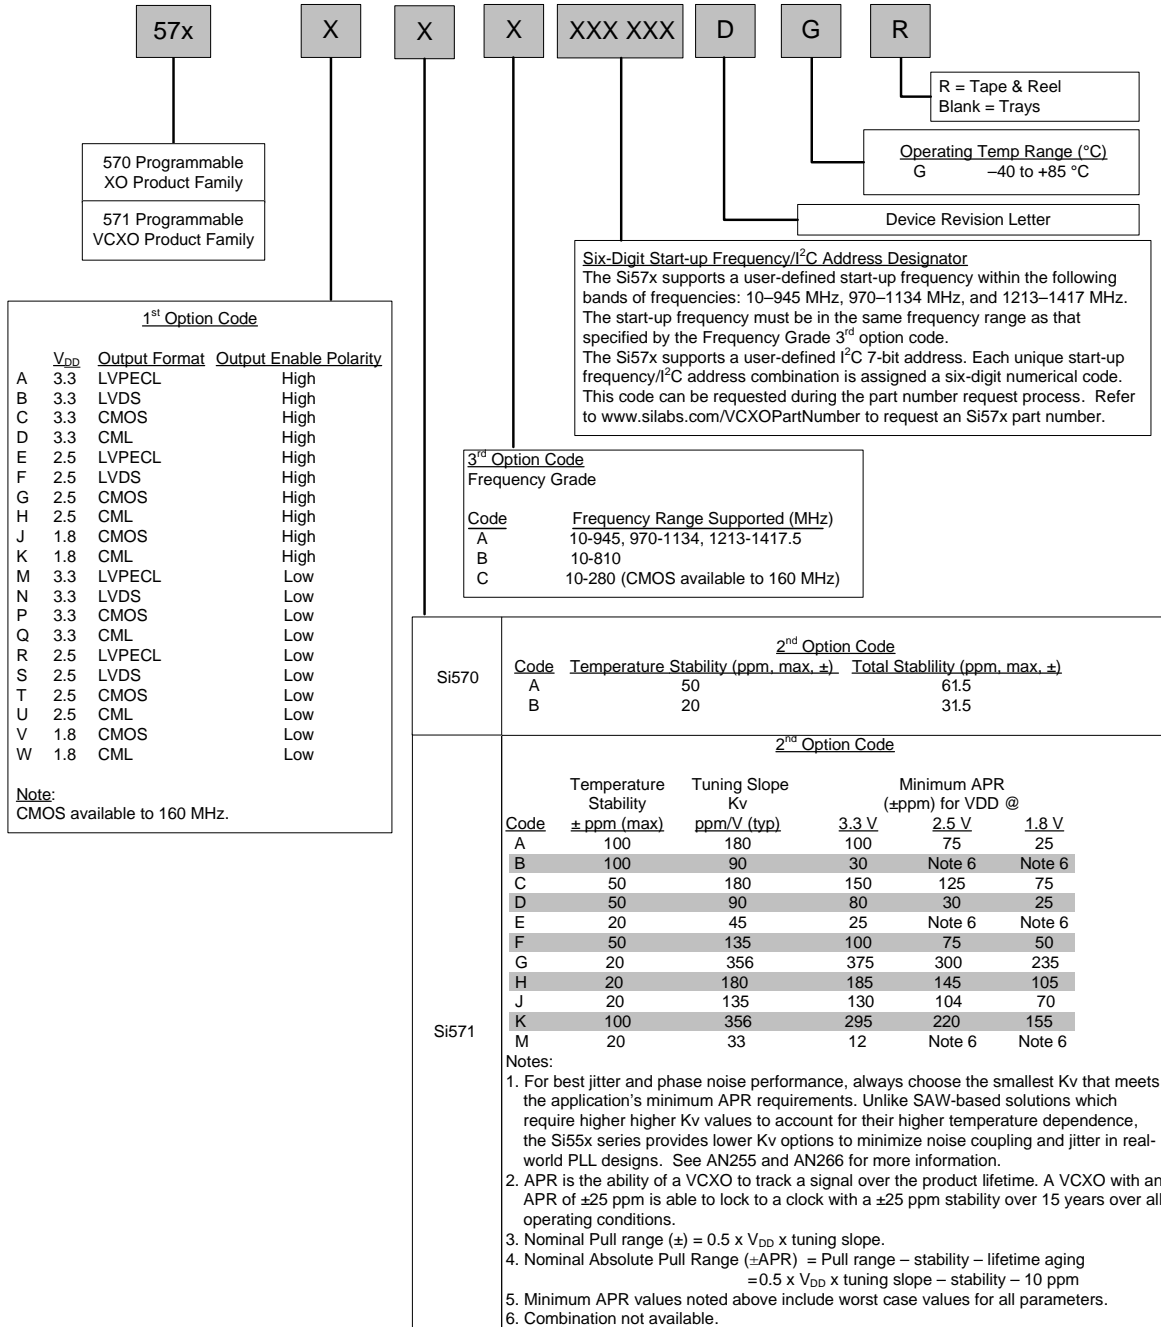 57x X X X XXX XXX D G R
R = Tape & Reel
Blank = Trays
Operating Temp Range (°C)
G –40 to +85 °C
Device Revision Letter
570 Programmable
XO Product Family
571 Programmable
VCXO Product Family
Six-Digit Start-up Frequency/I²C Address Designator
The Si57x supports a user-defined start-up frequency within the following
bands of frequencies: 10–945 MHz, 970–1134 MHz, and 1213–1417 MHz.
The start-up frequency must be in the same frequency range as that
specified by the Frequency Grade 3rd option code.
The Si57x supports a user-defined I²C 7-bit address. Each unique start-up
frequency/I²C address combination is assigned a six-digit numerical code.
This code can be requested during the part number request process. Refer
to www.silabs.com/VCXOPartNumber to request an Si57x part number.
1st Option Code
VDD Output Format Output Enable Polarity
A 3.3 LVPECL High
B 3.3 LVDS High
C 3.3 CMOS High
D 3.3 CML High
E 2.5 LVPECL High
F 2.5 LVDS High
G 2.5 CMOS High
H 2.5 CML High
J 1.8 CMOS High
K 1.8 CML High
M 3.3 LVPECL Low
N 3.3 LVDS Low
P 3.3 CMOS Low
Q 3.3 CML Low
R 2.5 LVPECL Low
S 2.5 LVDS Low
T 2.5 CMOS Low
U 2.5 CML Low
V 1.8 CMOS Low
W 1.8 CML Low
Note:
CMOS available to 160 MHz.
3rd Option Code
Frequency Grade
Code Frequency Range Supported (MHz)
A 10-945, 970-1134, 1213-1417.5
B 10-810
C 10-280 (CMOS available to 160 MHz)
Si570
2nd Option Code
Code Temperature Stability (ppm, max, ±) Total Stablility (ppm, max, ±)
A 50 61.5
B 20 31.5
Si571
2nd Option Code
Temperature Tuning Slope Minimum APR
Stability Kv (±ppm) for VDD @
Code ± ppm (max) ppm/V (typ) 3.3 V 2.5 V 1.8 V
A 100 180 100 75 25
B 100 90 30 Note 6 Note 6
C 50 180 150 125 75
D 50 90 80 30 25
E 20 45 25 Note 6 Note 6
F 50 135 100 75 50
G 20 356 375 300 235
H 20 180 185 145 105
J 20 135 130 104 70
K 100 356 295 220 155
M 20 33 12 Note 6 Note 6
Notes:
1. For best jitter and phase noise performance, always choose the smallest Kv that meets
the application's minimum APR requirements. Unlike SAW-based solutions which
require higher higher Kv values to account for their higher temperature dependence,
the Si55x series provides lower Kv options to minimize noise coupling and jitter in real-
world PLL designs. See AN255 and AN266 for more information.
2. APR is the ability of a VCXO to track a signal over the product lifetime. A VCXO with an
APR of ±25 ppm is able to lock to a clock with a ±25 ppm stability over 15 years over all
operating conditions.
3. Nominal Pull range (±) = 0.5 x VDD x tuning slope.
4. Nominal Absolute Pull Range (±APR) = Pull range – stability – lifetime aging
= 0.5 x VDD x tuning slope – stability – 10 ppm
5. Minimum APR values noted above include worst case values for all parameters.
6. Combination not available.